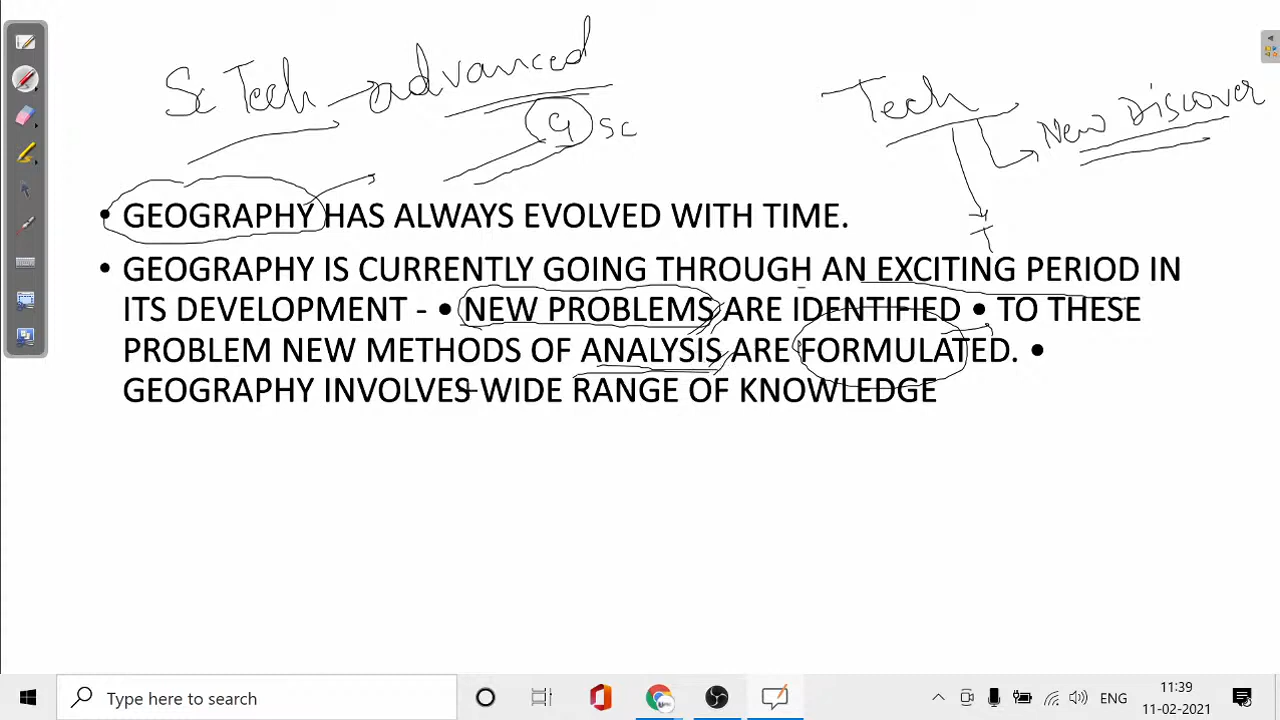 Sc Tech advanced
Tech
New Discover
G sc
• GEOGRAPHY HAS ALWAYS EVOLVED WITH TIME.
• GEOGRAPHY IS CURRENTLY GOING THROUGH AN EXCITING PERIOD IN
ITS DEVELOPMENT - • NEW PROBLEMS ARE IDENTIFIED • TO THESE
PROBLEM NEW METHODS OF ANALYSIS ARE FORMULATED. •
GEOGRAPHY INVOLVES WIDE RANGE OF KNOWLEDGE
Type here to search
ENG
11:39
11-02-2021